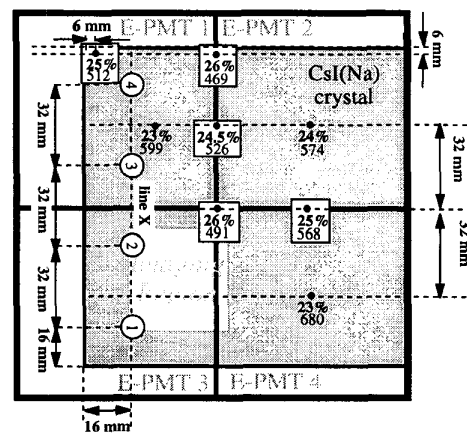 E-PMT 1
E-PMT 2
6 mm
6 mm
25%
512
26%
469
CsI(Na)
crystal
4
32 mm
23%
599
24,5%
526
24%
574
32 mm
3
line X
32 mm
26%
491
25%
568
2
32 mm
32 mm
23%
680
1
16 mm
E-PMT 3
E-PMT 4
16 mm